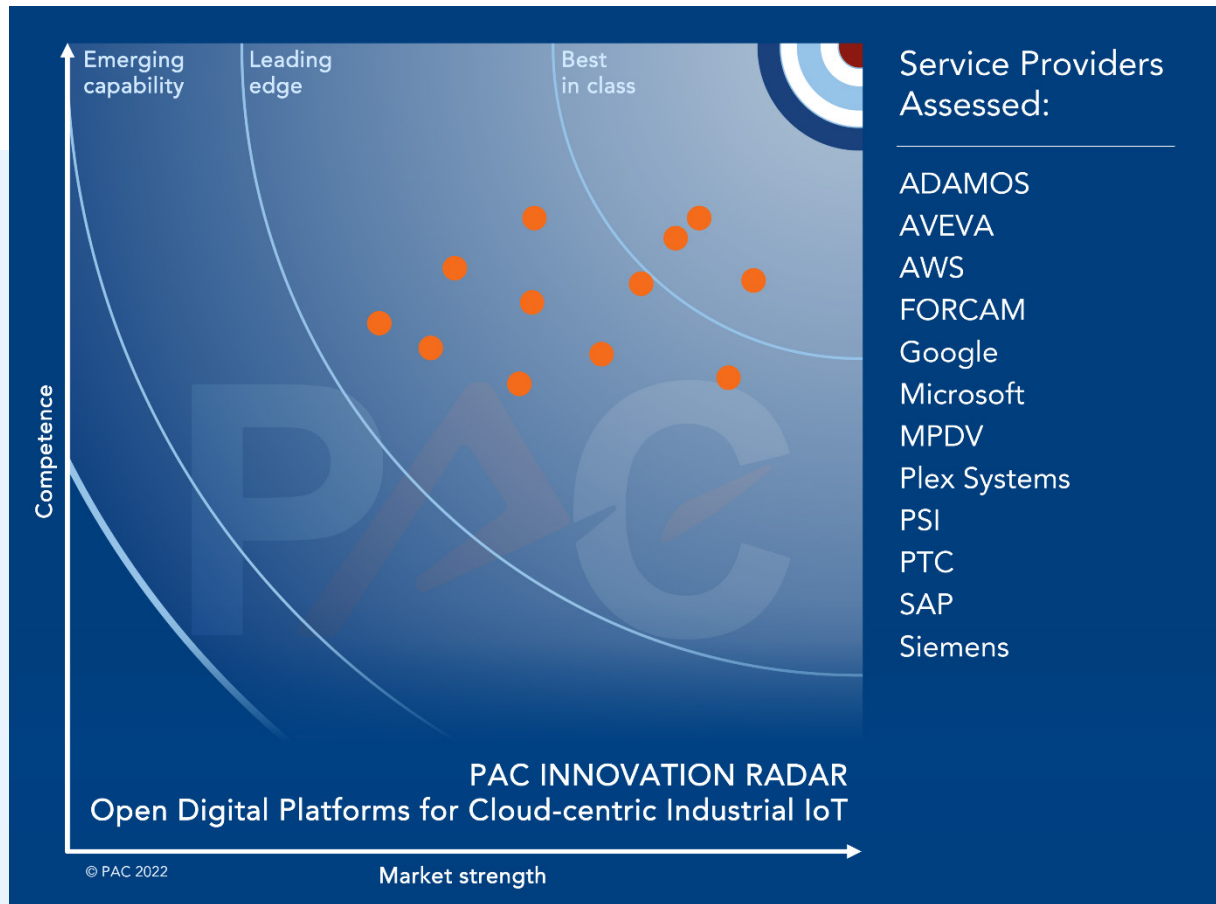 Emerging
capability
Leading
edge
Best
in class
Service Providers
Assessed:
ADAMOS
AVEVA
AWS
FORCAM
Google
Microsoft
MPDV
Plex Systems
PSI
PTC
SAP
Siemens
Competence
PAC
PAC INNOVATION RADAR
Open Digital Platforms for Cloud-centric Industrial IoT
© PAC 2022
Market strength